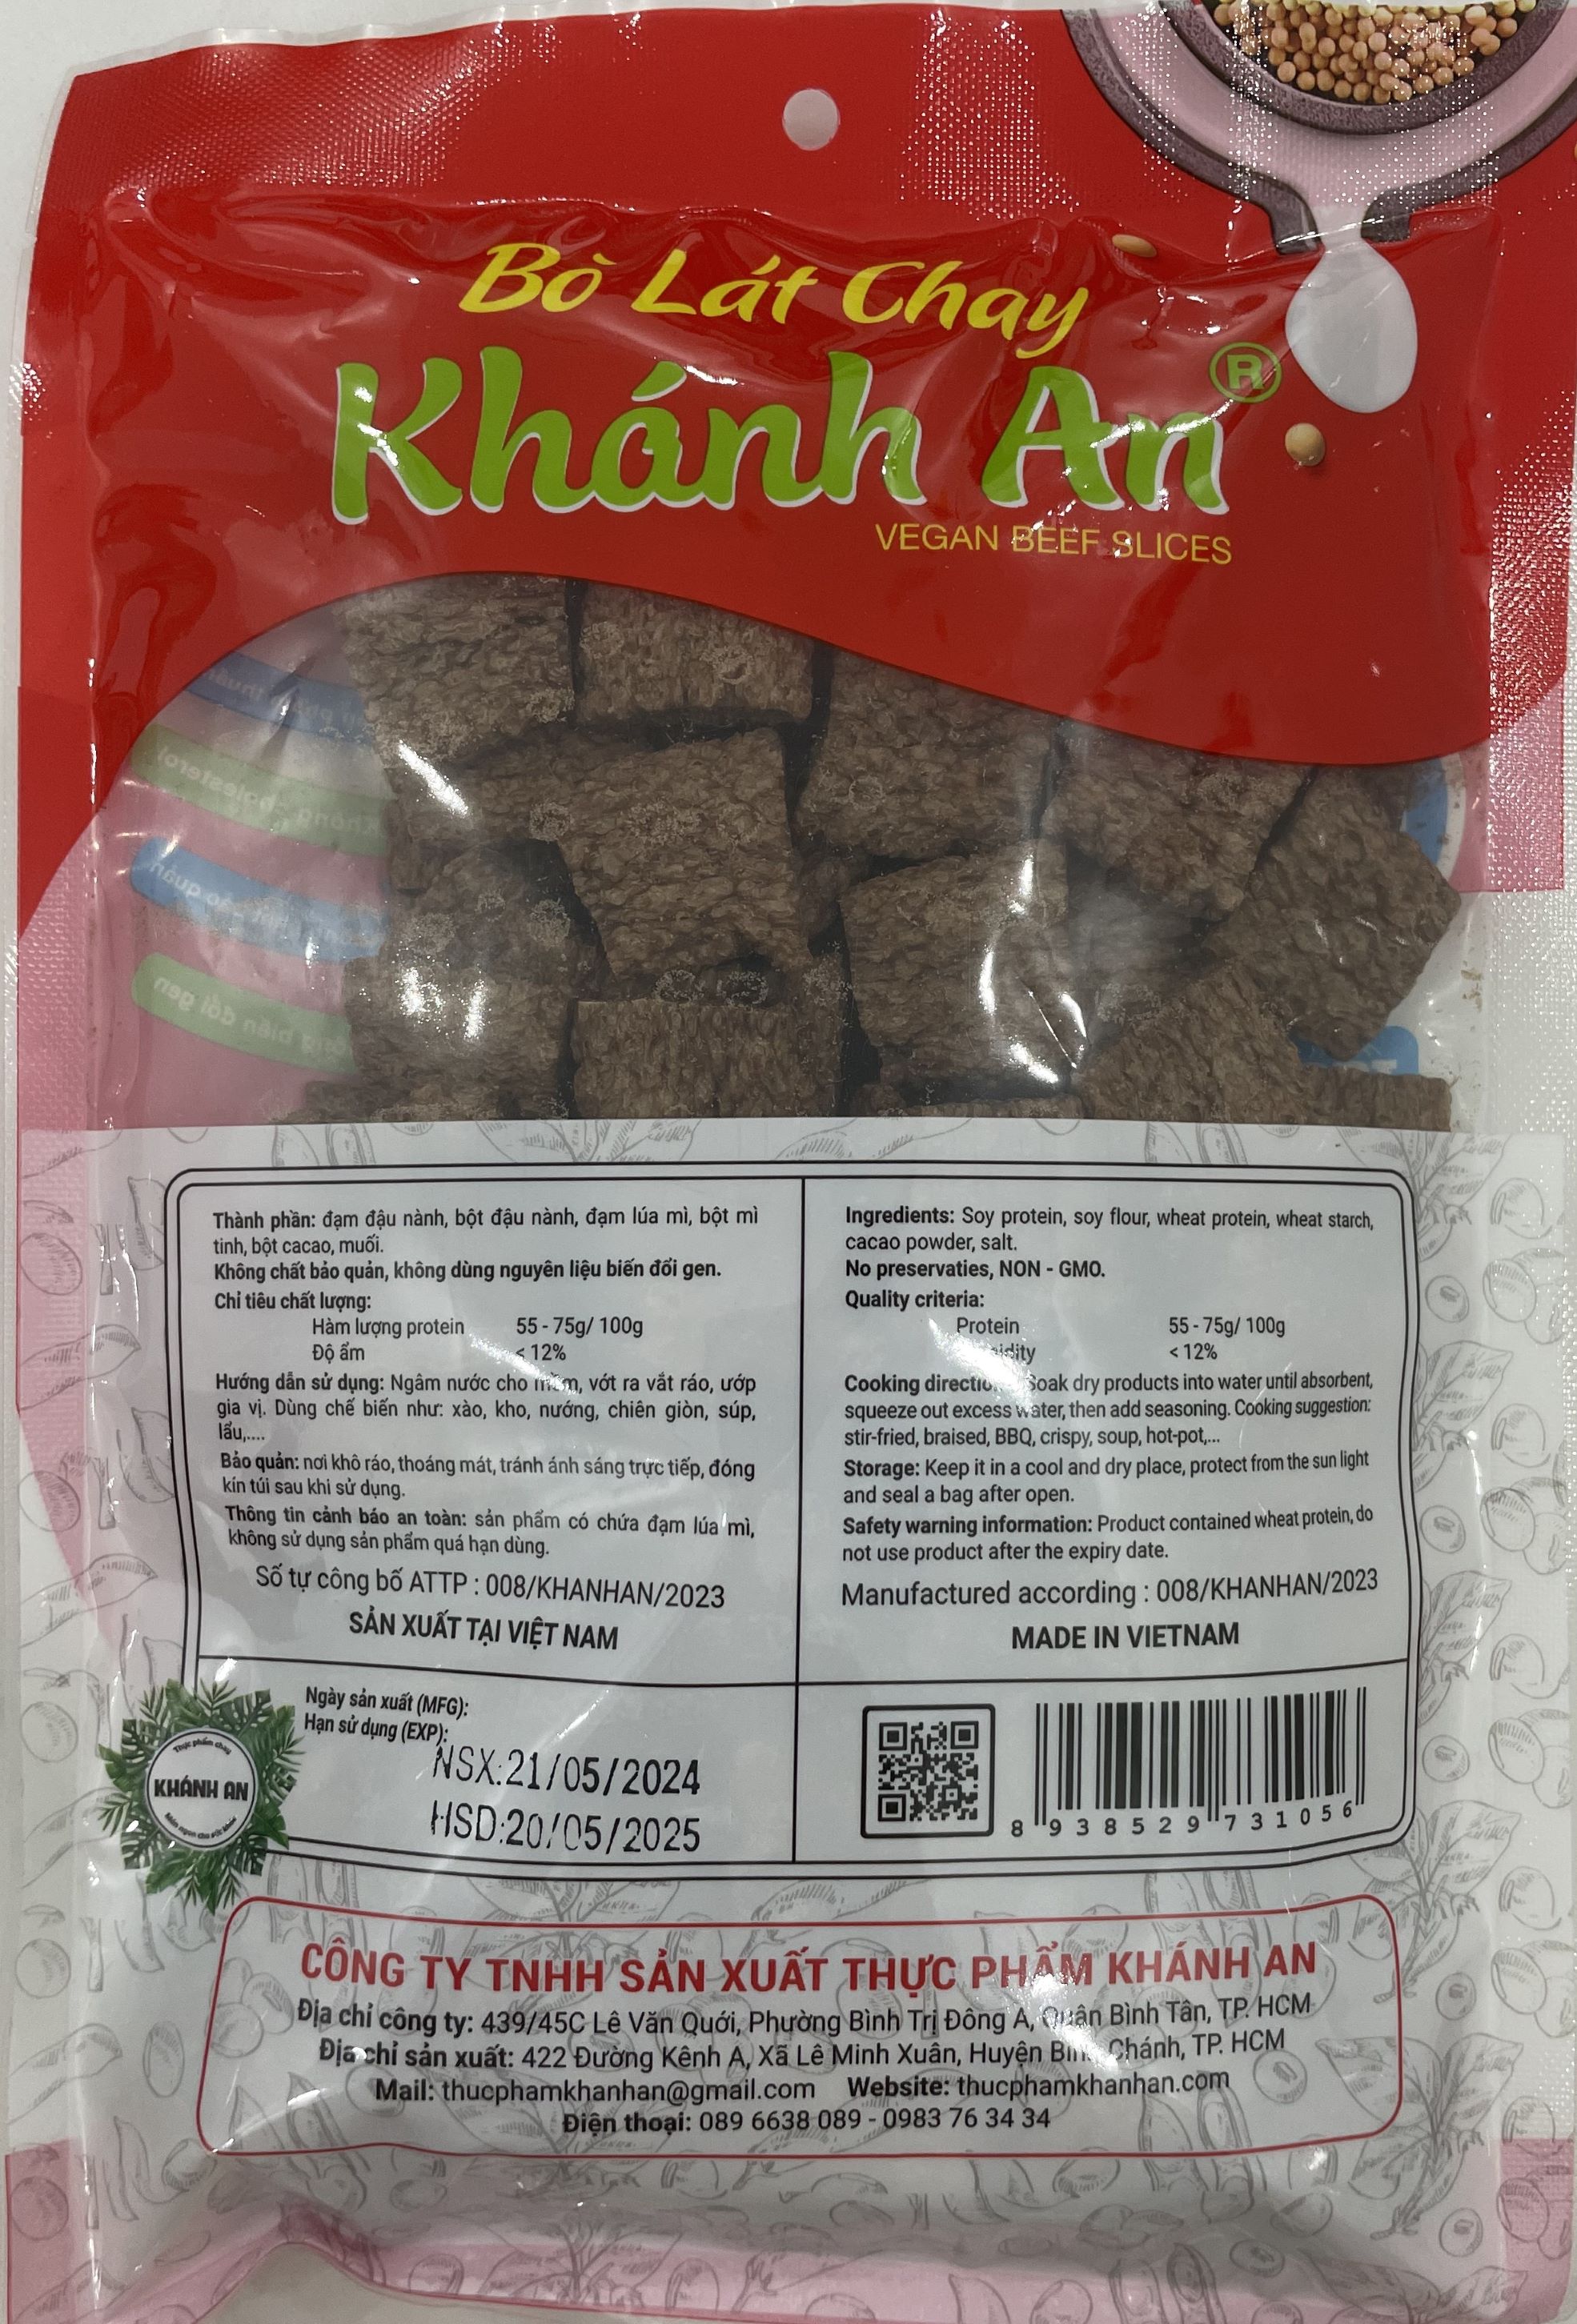 Bò Lát Chay
Khánh An®
VEGAN BEEF SLICES
Thành phần: đạm đậu nành, bột đậu nành, đạm lúa mì, bột mì
tinh, bột cacao, muối.
Không chất bảo quản, không dùng nguyên liệu biến đổi gen.
Chỉ tiêu chất lượng:
Hàm lượng protein 55 - 75g/ 100g
Độ ẩm < 12%
Hướng dẫn sử dụng: Ngâm nước cho mềm, vớt ra vắt ráo, ướp
gia vị. Dùng chế biến như: xào, kho, nướng, chiên giòn, súp,
lẩu,....
Bảo quản: nơi khô ráo, thoáng mát, tránh ánh sáng trực tiếp, đóng
kín túi sau khi sử dụng.
Thông tin cảnh báo an toàn: sản phẩm có chứa đạm lúa mì,
không sử dụng sản phẩm quá hạn dùng.
Số tự công bố ATTP : 008/KHANHAN/2023
SẢN XUẤT TẠI VIỆT NAM
Ingredients: Soy protein, soy flour, wheat protein, wheat starch,
cacao powder, salt.
No preservaties, NON - GMO.
Quality criteria:
Protein 55 - 75g/ 100g
< 12%
Cooking direction: Soak dry products into water until absorbent,
squeeze out excess water, then add seasoning. Cooking suggestion:
stir-fried, braised, BBQ, crispy, soup, hot-pot,...
Storage: Keep it in a cool and dry place, protect from the sun light
and seal a bag after open.
Safety warning information: Product contained wheat protein, do
not use product after the expiry date.
Manufactured according : 008/KHANHAN/2023
MADE IN VIETNAM
Ngày sản xuất (MFG):
Hạn sử dụng (EXP):
NSX:21/05/2024
HSD:20/05/2025
Thực phẩm chay
KHÁNH AN
8 938529 731056
CÔNG TY TNHH SẢN XUẤT THỰC PHẨM KHÁNH AN
Địa chỉ công ty: 439/45C Lê Văn Quới, Phường Bình Trị Đông A, Quận Bình Tân, TP. HCM
Địa chỉ sản xuất: 422 Đường Kênh A, Xã Lê Minh Xuân, Huyện Bình Chánh, TP. HCM
Mail: thucphamkhanhan@gmail.com Website: thucphamkhanhan.com
Điện thoại: 089 6638 089 - 0983 76 34 34